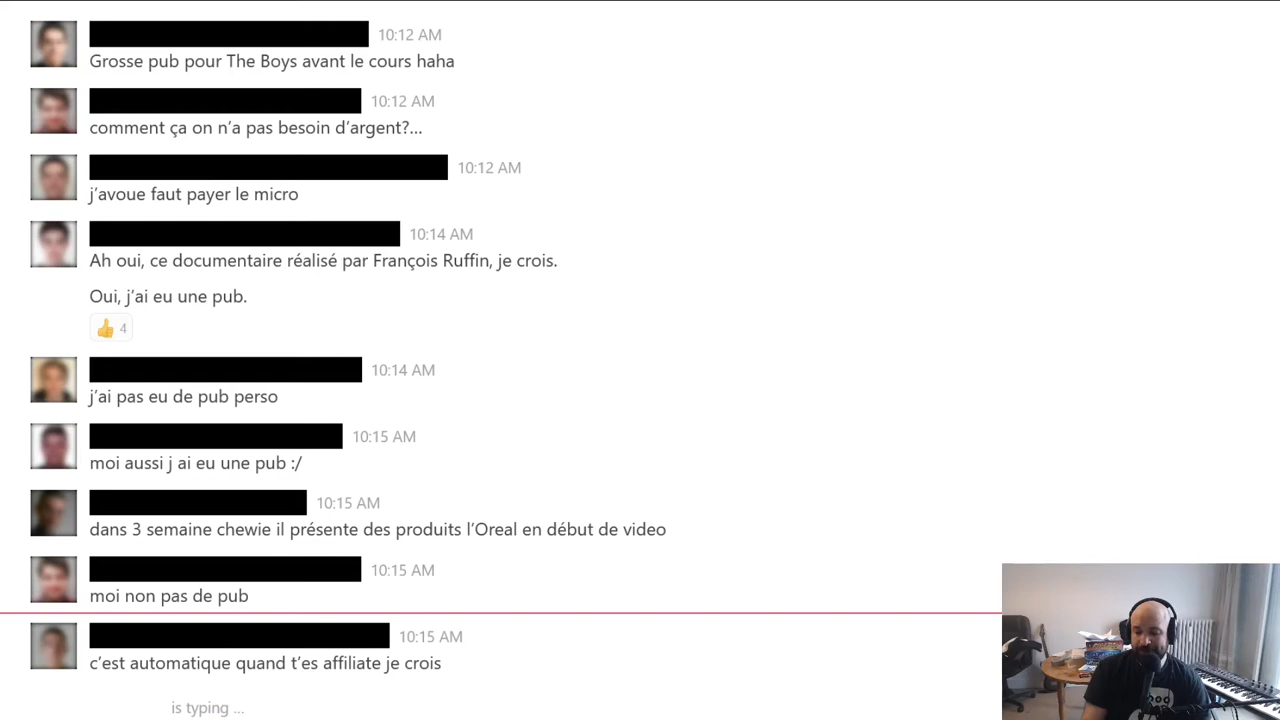 10:12 AM
Grosse pub pour The Boys avant le cours haha
10:12 AM
comment ça on n’a pas besoin d’argent?...
10:12 AM
j’avoue faut payer le micro
10:14 AM
Ah oui, ce documentaire réalisé par François Ruffin, je crois.
Oui, j’ai eu une pub.
👍 4
10:14 AM
j’ai pas eu de pub perso
10:15 AM
moi aussi j ai eu une pub :/
10:15 AM
dans 3 semaine chewie il présente des produits l’Oreal en début de video
10:15 AM
moi non pas de pub
10:15 AM
c’est automatique quand t’es affiliate je crois
is typing ...